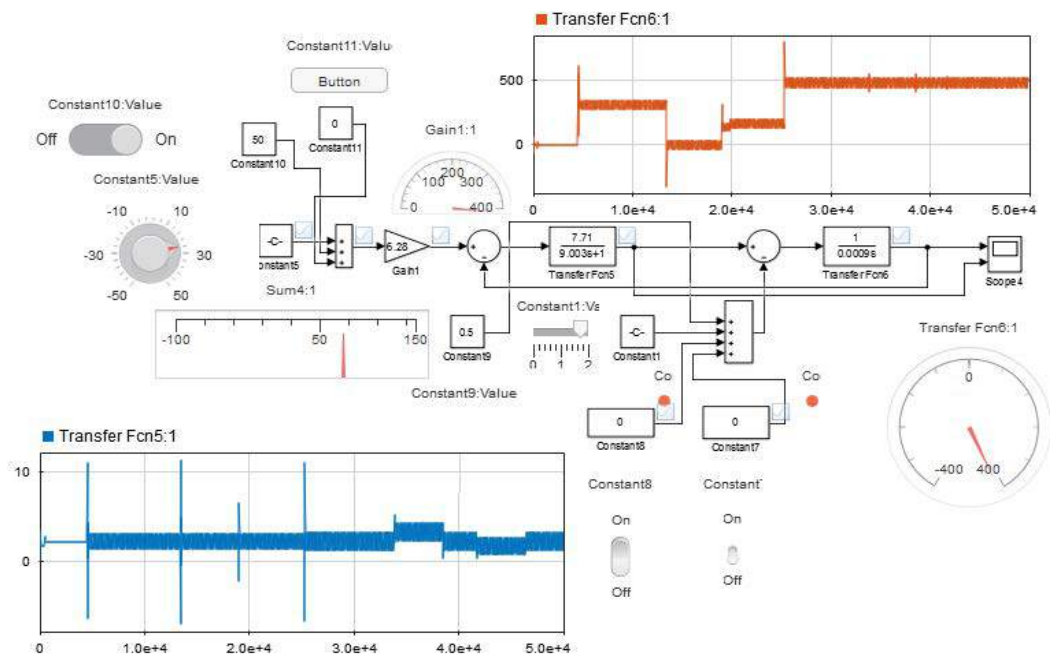 Transfer Fcn6:1
500
0
0
1.0e+4
2.0e+4
3.0e+4
4.0e+4
5.0e+4
Constant11:Valu
Button
Constant10:Value
Off
On
50
Constant10
0
Constant11
Gain1:1
0
100
200
300
400
Constant5:Value
-50
-30
-10
10
30
50
-C-
onstant5
+
+
+
6.28
Gain1
7.71
9.003s+1
Transfer Fcn5
1
0.0009s
Transfer Fcn6
Scope4
Sum4:1
-100
50
150
0.5
Constant9
Constant9:Value
Constant1:Va
0
1
2
-C-
Constant1
+
+
+
+
Co
Co
0
Constant8
0
Constant7
Transfer Fcn6:1
-400
0
400
Constant8
On
Off
Constant
On
Off
Transfer Fcn5:1
10
0
0
1.0e+4
2.0e+4
3.0e+4
4.0e+4
5.0e+4